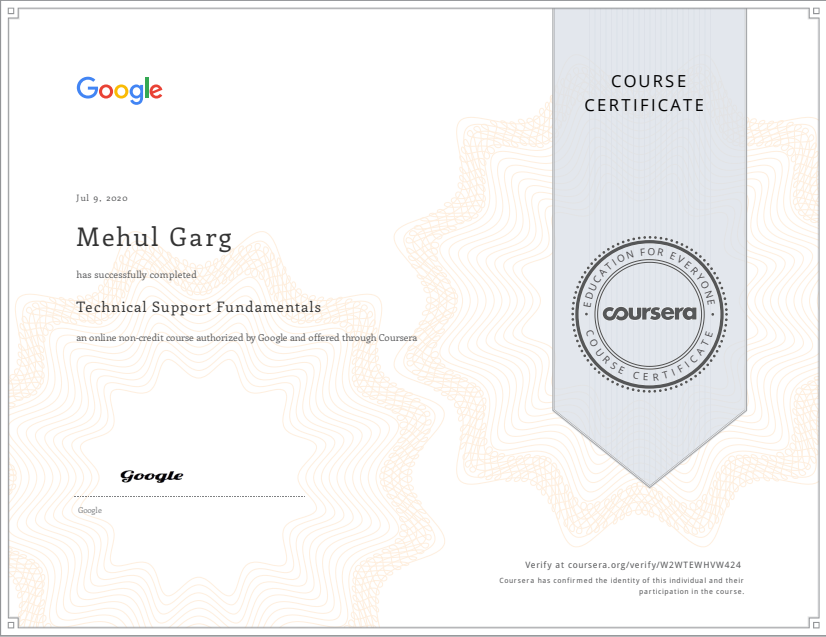 Google
COURSE
CERTIFICATE
Jul 9, 2020
Mehul Garg
has successfully completed
Technical Support Fundamentals
an online non-credit course authorized by Google and offered through Coursera
EDUCATION FOR EVERYONE
coursera
COURSE CERTIFICATE
Google
Google
Verify at coursera.org/verify/W2WTEWHVW424
Coursera has confirmed the identity of this individual and their
participation in the course.